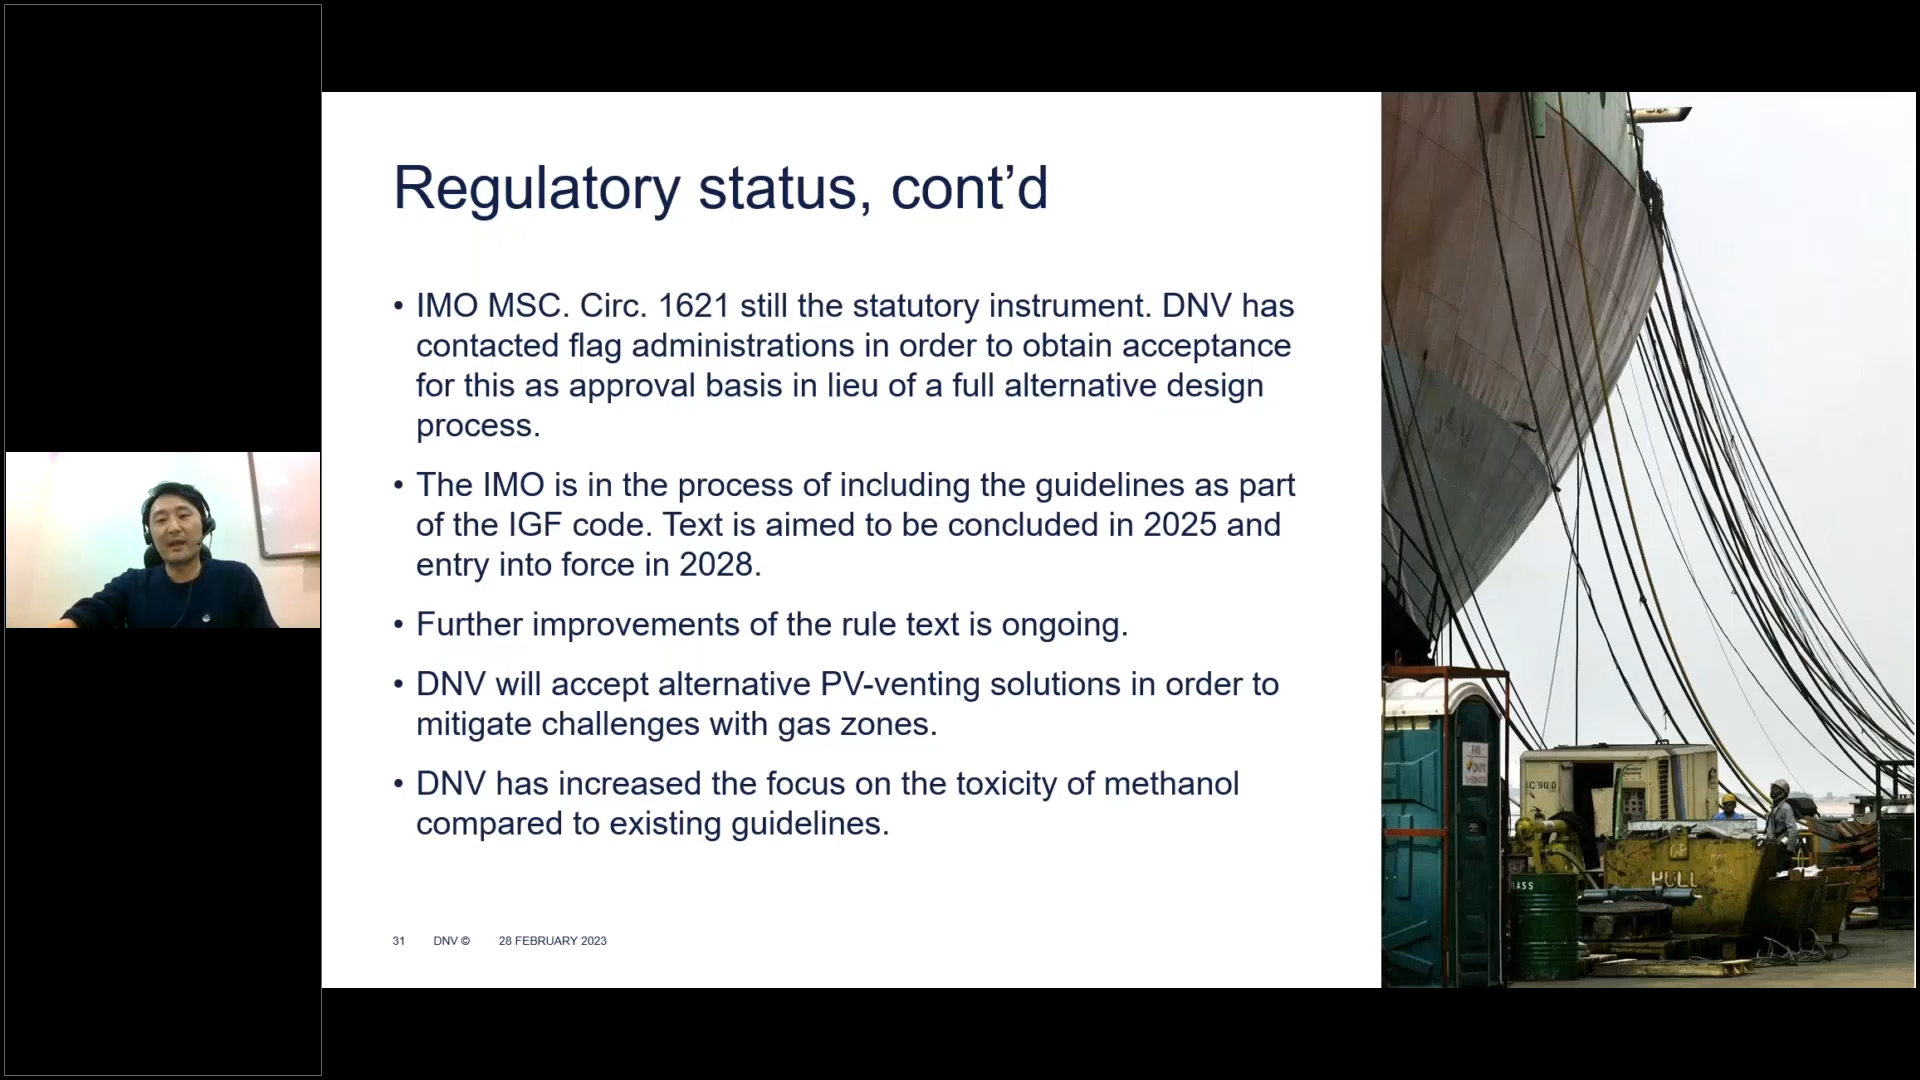 Regulatory status, cont’d
• IMO MSC. Circ. 1621 still the statutory instrument. DNV has
contacted flag administrations in order to obtain acceptance
for this as approval basis in lieu of a full alternative design
process.
• The IMO is in the process of including the guidelines as part
of the IGF code. Text is aimed to be concluded in 2025 and
entry into force in 2028.
• Further improvements of the rule text is ongoing.
• DNV will accept alternative PV-venting solutions in order to
mitigate challenges with gas zones.
• DNV has increased the focus on the toxicity of methanol
compared to existing guidelines.
31 DNV © 28 FEBRUARY 2023
HULL